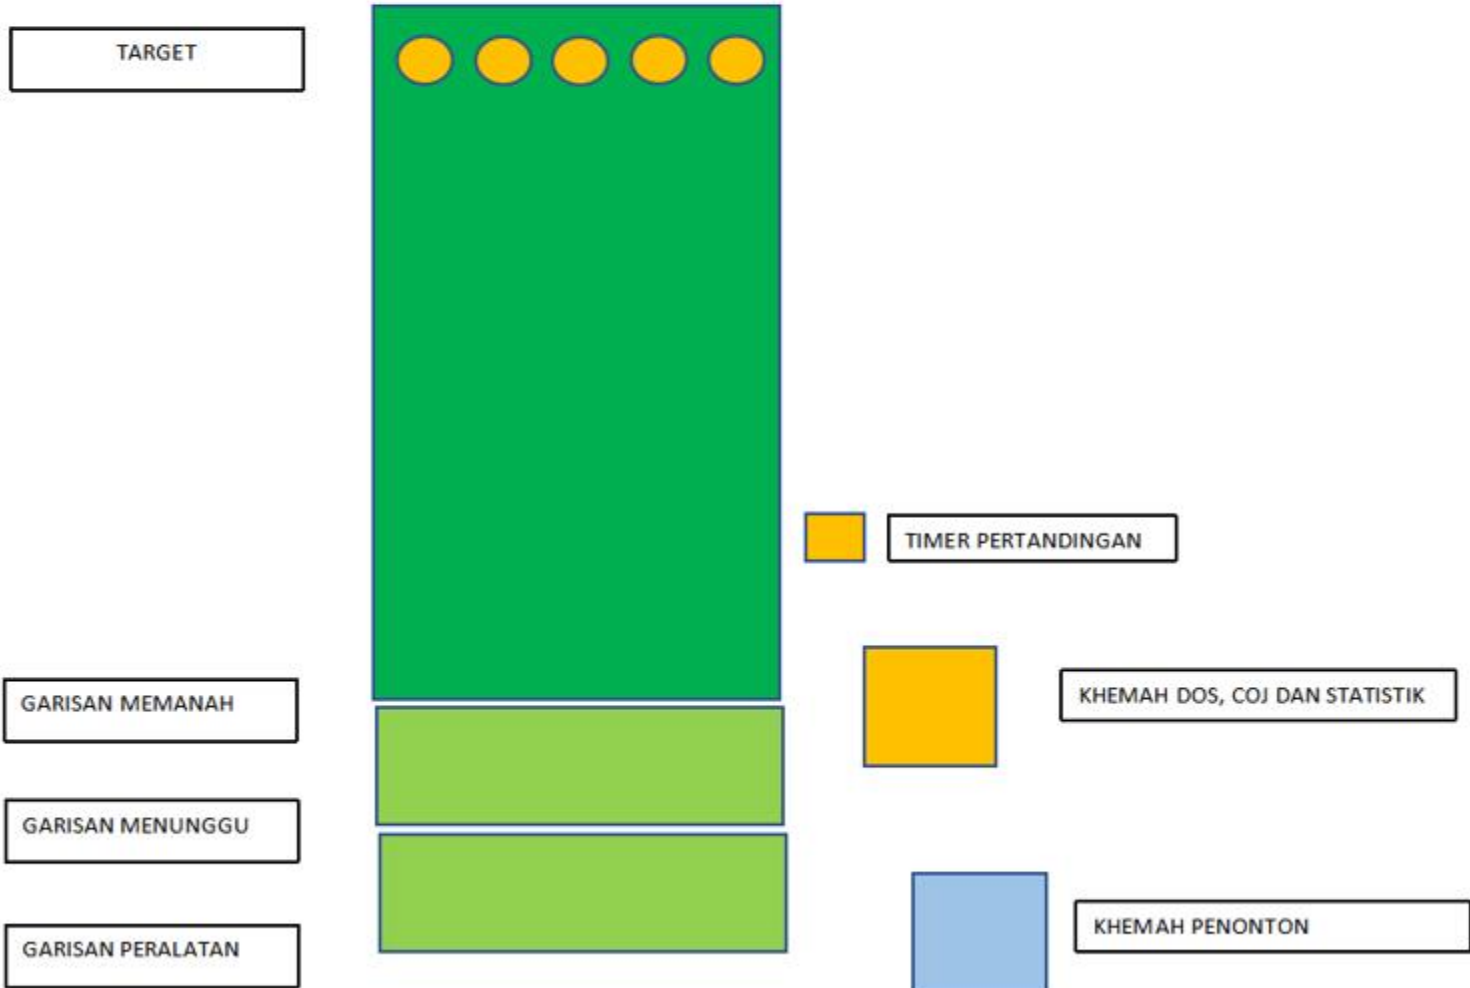 TARGET
TIMER PERTANDINGAN
GARISAN MEMANAH
KHEMAH DOS, COJ DAN STATISTIK
GARISAN MENUNGGU
KHEMAH PENONTON
GARISAN PERALATAN